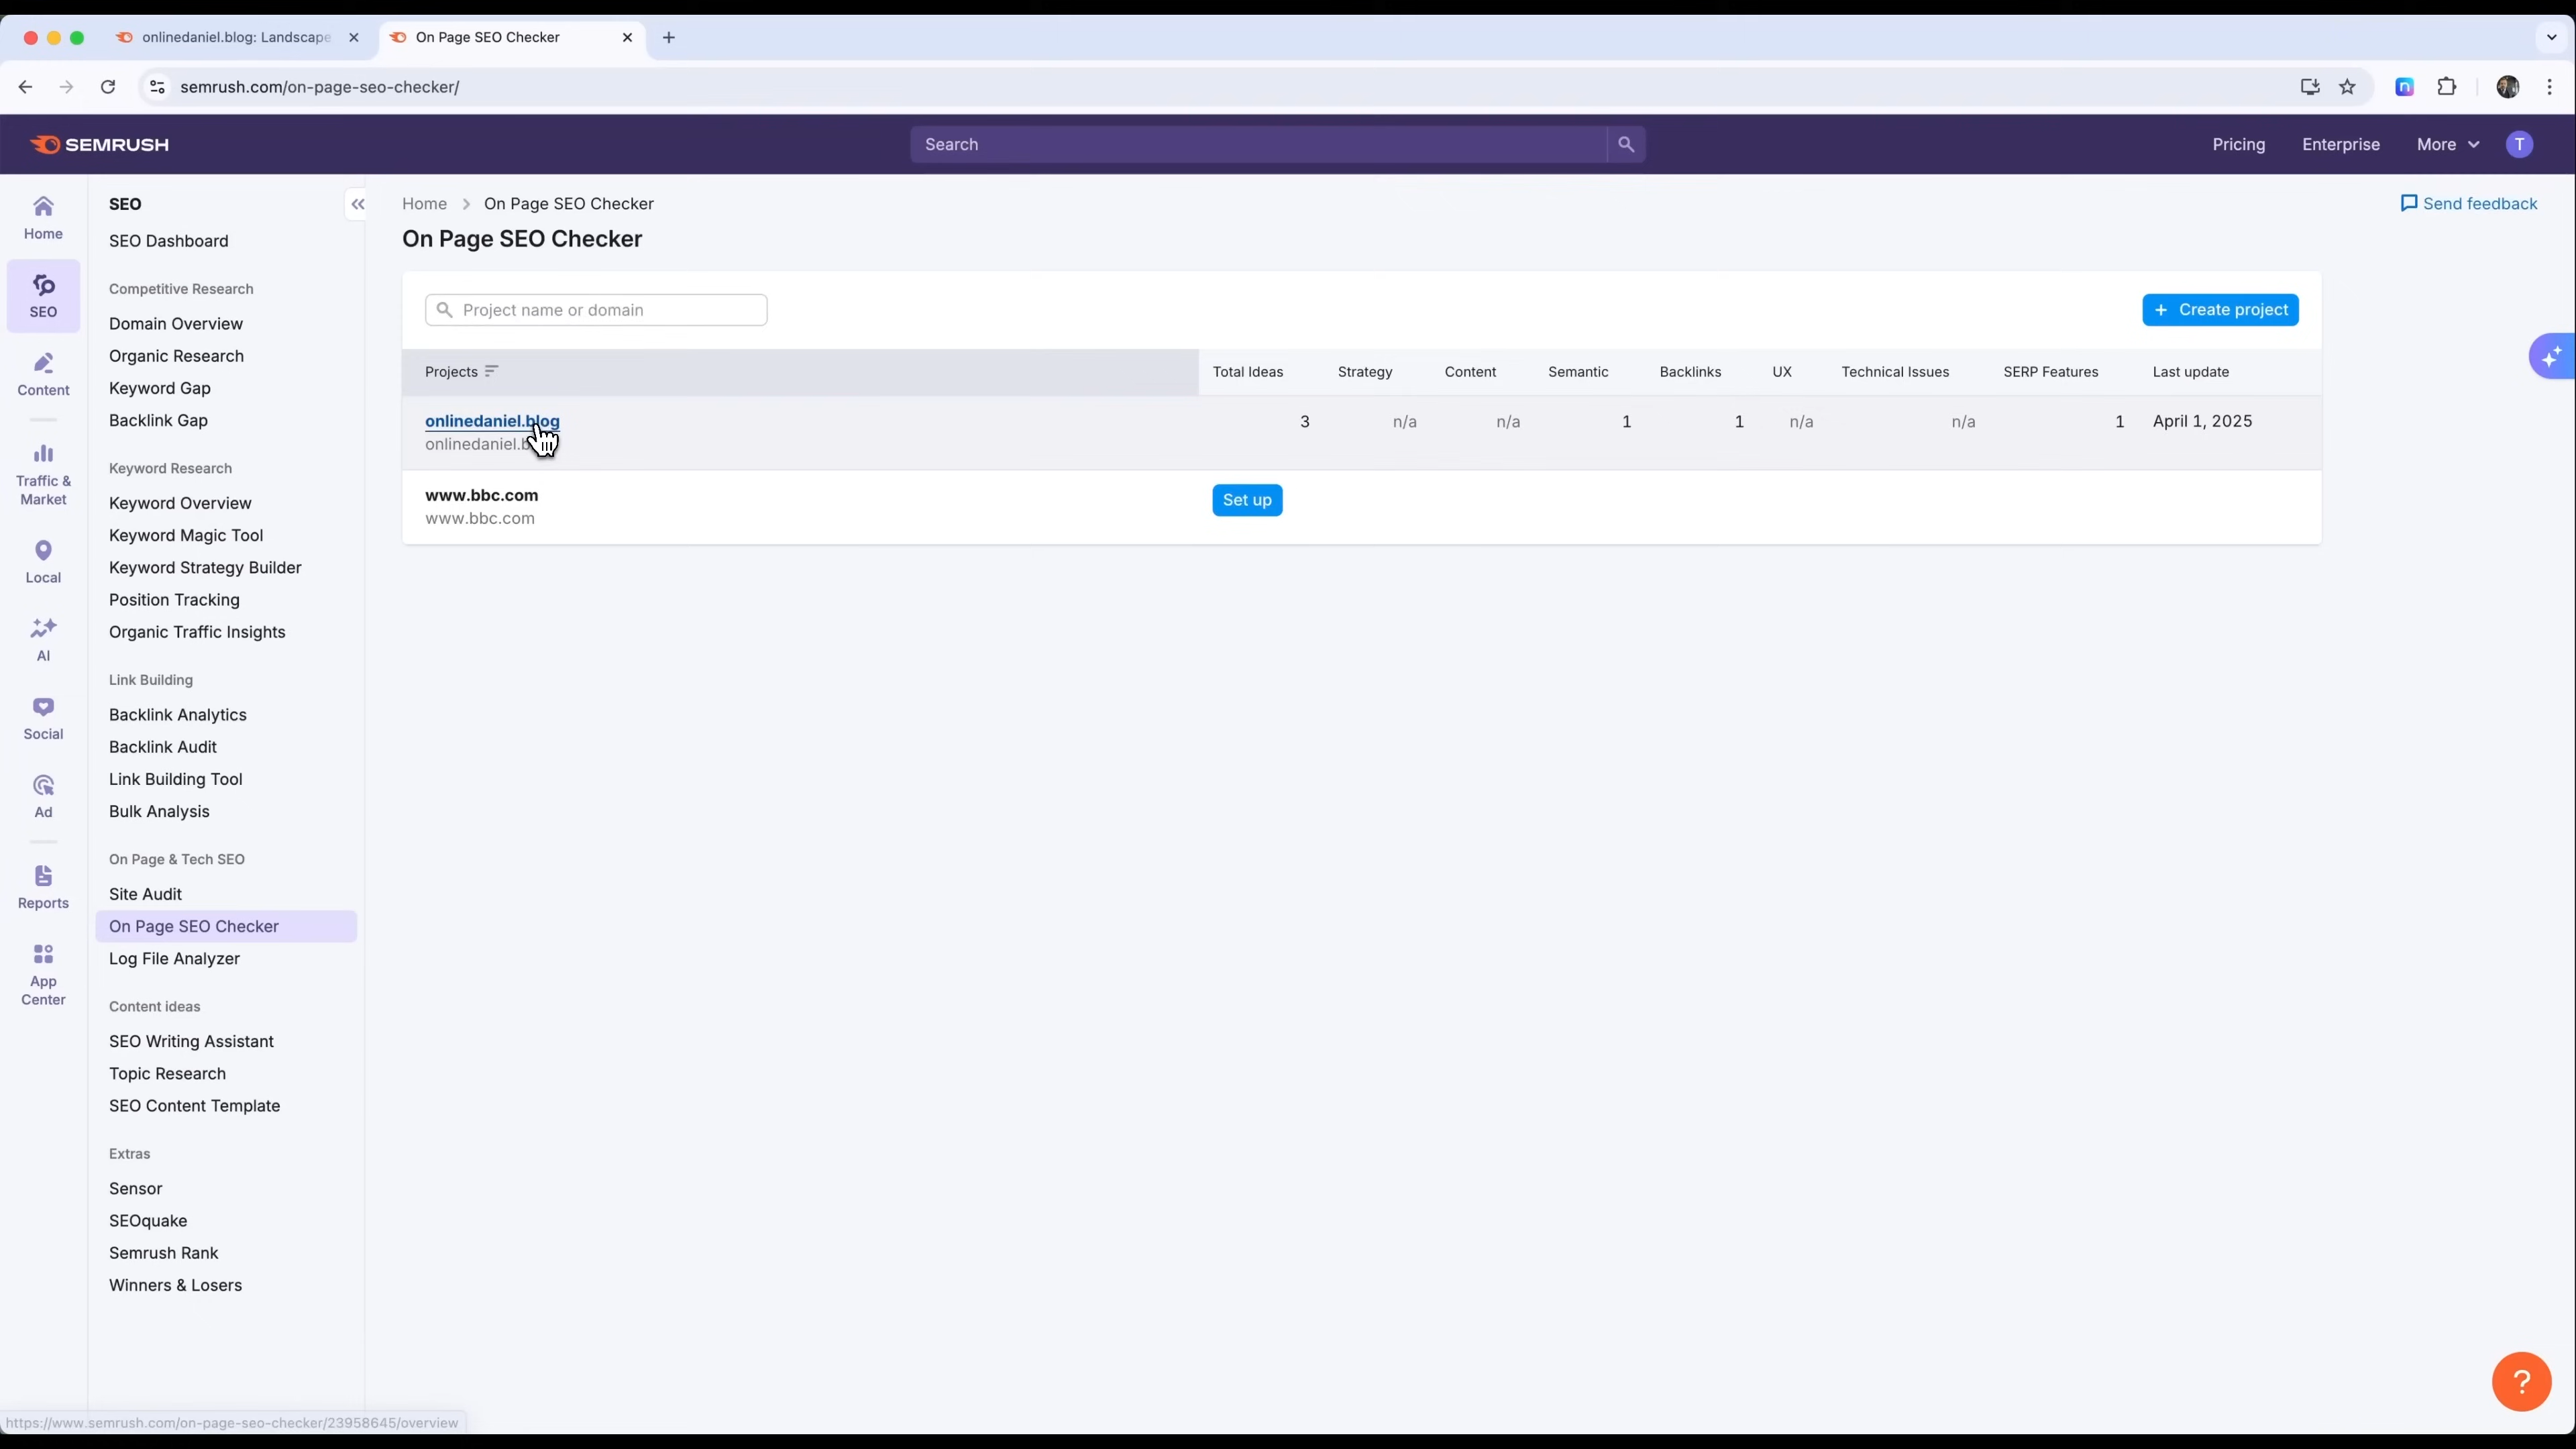 onlinedaniel.blog: Landscape
On Page SEO Checker
semrush.com/on-page-seo-checker/
SEMRUSH
Search
Pricing
Enterprise
More
T
Home
SEO
Content
Traffic &
Market
Local
AI
Social
Ad
Reports
App
Center
SEO
SEO Dashboard
Competitive Research
Domain Overview
Organic Research
Keyword Gap
Backlink Gap
Keyword Research
Keyword Overview
Keyword Magic Tool
Keyword Strategy Builder
Position Tracking
Organic Traffic Insights
Link Building
Backlink Analytics
Backlink Audit
Link Building Tool
Bulk Analysis
On Page & Tech SEO
Site Audit
On Page SEO Checker
Log File Analyzer
Content ideas
SEO Writing Assistant
Topic Research
SEO Content Template
Extras
Sensor
SEOquake
Semrush Rank
Winners & Losers
Home > On Page SEO Checker
Send feedback
On Page SEO Checker
Project name or domain
+ Create project
Projects Total Ideas Strategy Content Semantic Backlinks UX Technical Issues SERP Features Last update
onlinedaniel.blog 3 n/a n/a 1 1 n/a n/a 1 April 1, 2025
www.bbc.com Set up
www.bbc.com
https://www.semrush.com/on-page-seo-checker/23958645/overview
?